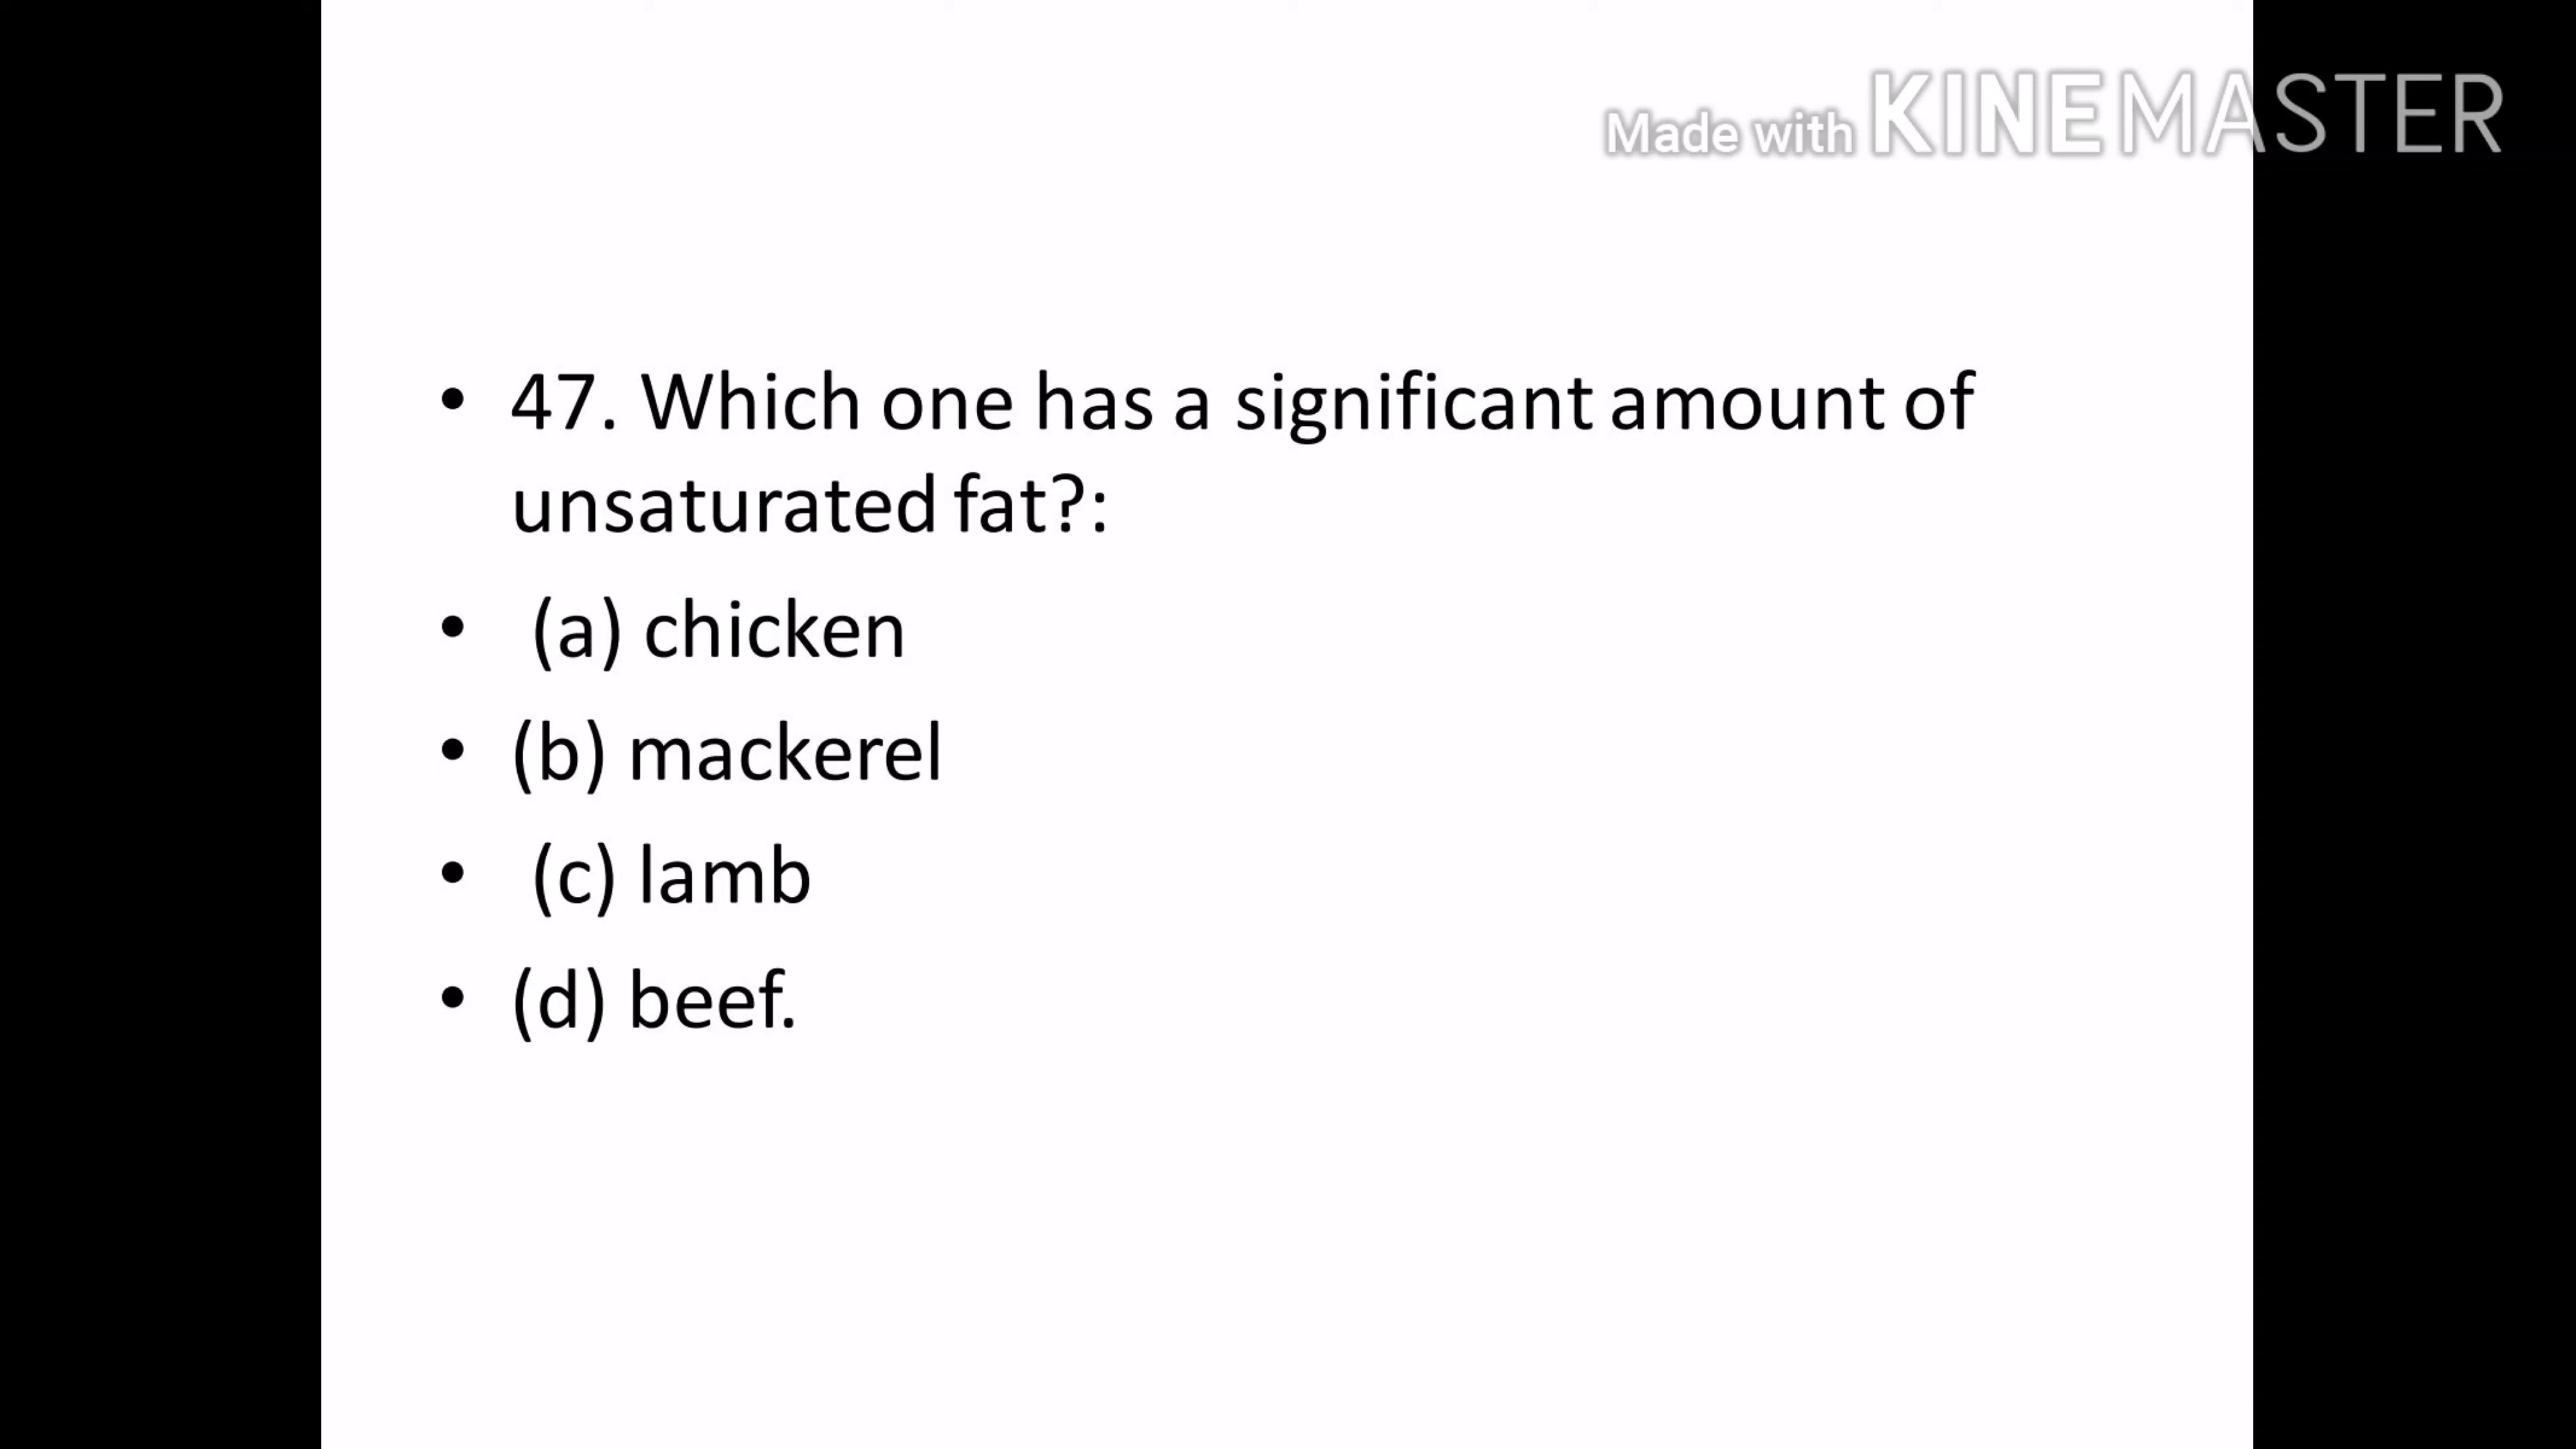 Made with KINEMASTER
• 47. Which one has a significant amount of
unsaturated fat?:
• (a) chicken
• (b) mackerel
• (c) lamb
• (d) beef.